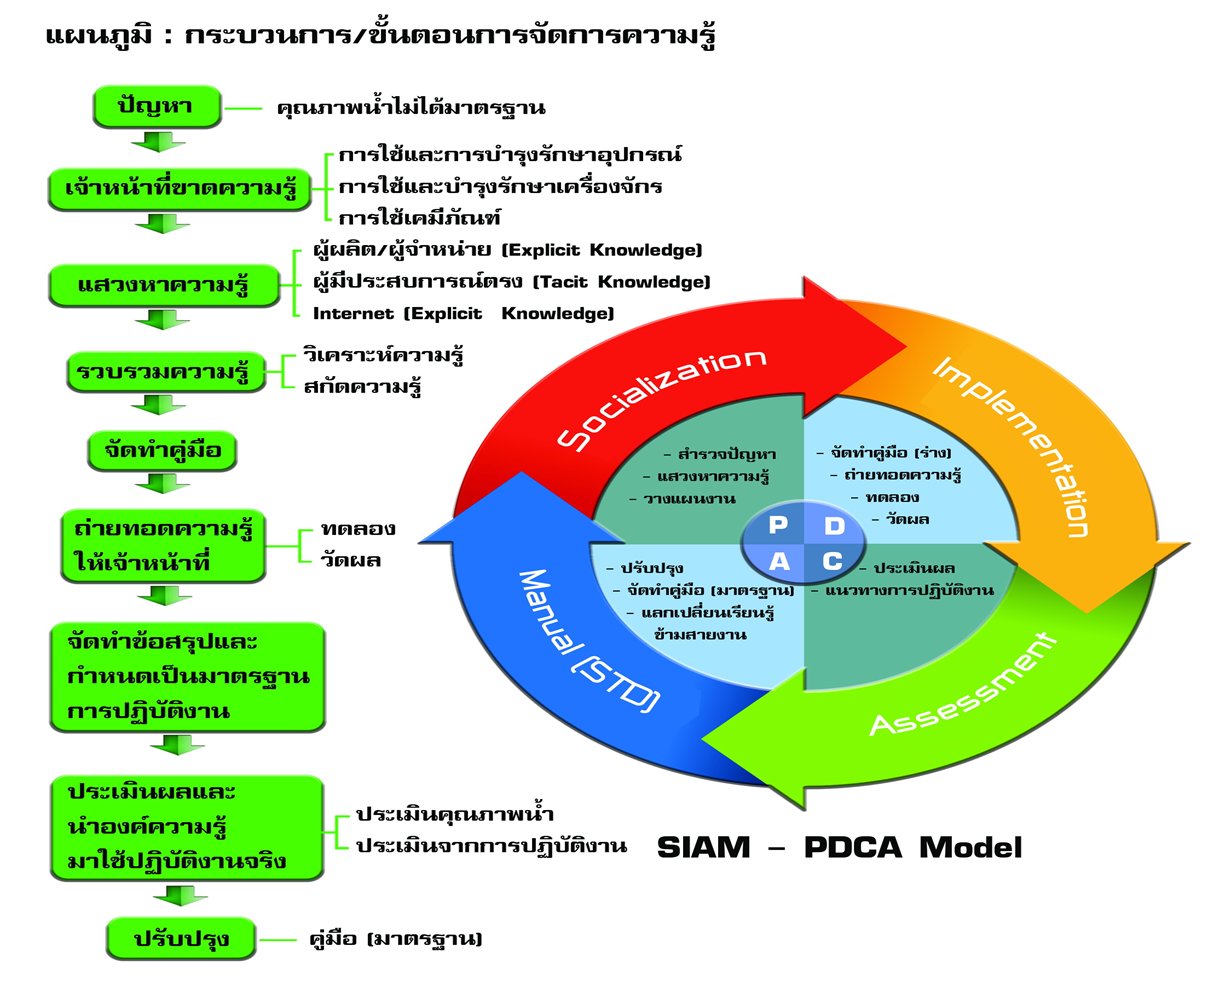 แผนภูมิ : กระบวนการ/ขั้นตอนการจัดการความรู้
ปัญหา
คุณภาพน้ำไม่ได้มาตรฐาน
เจ้าหน้าที่ขาดความรู้
การใช้และการบำรุงรักษาอุปกรณ์
การใช้และบำรุงรักษาเครื่องจักร
การใช้เคมีภัณฑ์
แสวงหาความรู้
ผู้ผลิต/ผู้จำหน่าย (Explicit Knowledge)
ผู้มีประสบการณ์ตรง (Tacit Knowledge)
Internet (Explicit Knowledge)
รวบรวมความรู้
วิเคราะห์ความรู้
สกัดความรู้
จัดทำคู่มือ
ถ่ายทอดความรู้
ให้เจ้าหน้าที่
ทดลอง
วัดผล
จัดทำข้อสรุปและ
กำหนดเป็นมาตรฐาน
การปฏิบัติงาน
ประเมินผลและ
นำองค์ความรู้
มาใช้ปฏิบัติงานจริง
ประเมินคุณภาพน้ำ
ประเมินจากการปฏิบัติงาน
ปรับปรุง
คู่มือ (มาตรฐาน)
Socialization
Implementation
Assessment
Manual (STD)
- สำรวจปัญหา
- แสวงหาความรู้
- วางแผนงาน
- จัดทำคู่มือ (ร่าง)
- ถ่ายทอดความรู้
- ทดลอง
- วัดผล
P D
A C
- ปรับปรุง
- จัดทำคู่มือ (มาตรฐาน)
- แลกเปลี่ยนเรียนรู้
ข้ามสายงาน
- ประเมินผล
- แนวทางการปฏิบัติงาน
SIAM – PDCA Model